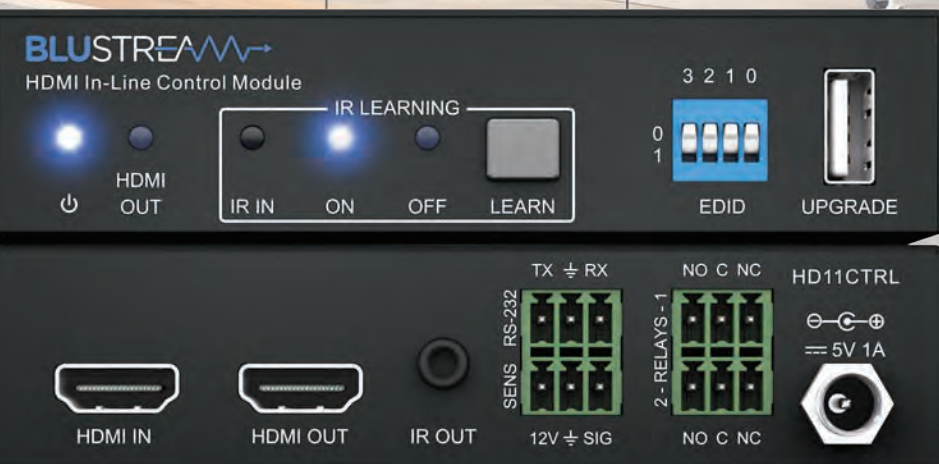 BLUSTREAM
HDMI In-Line Control Module
IR LEARNING
HDMI
OUT
IR IN
ON
OFF
LEARN
3 2 1 0
0
1
EDID
UPGRADE
TX RX
RS-232
SENS
12V SIG
NO C NC
2 - RELAYS - 1
NO C NC
HD11CTRL
5V 1A
HDMI IN
HDMI OUT
IR OUT